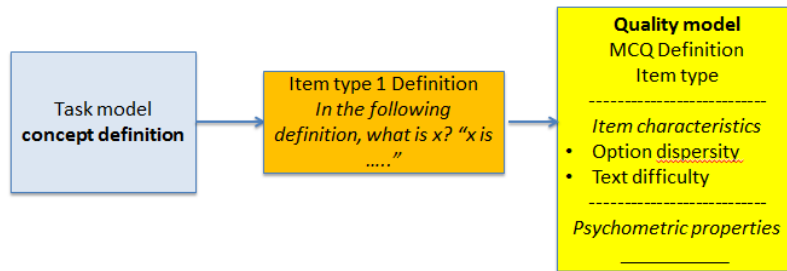 Task model
concept definition
Item type 1 Definition
In the following
definition, what is x? “x is
…..”
Quality model
MCQ Definition
Item type
---------------------------
Item characteristics
• Option dispersity
• Text difficulty
---------------------------
Psychometric properties
____________